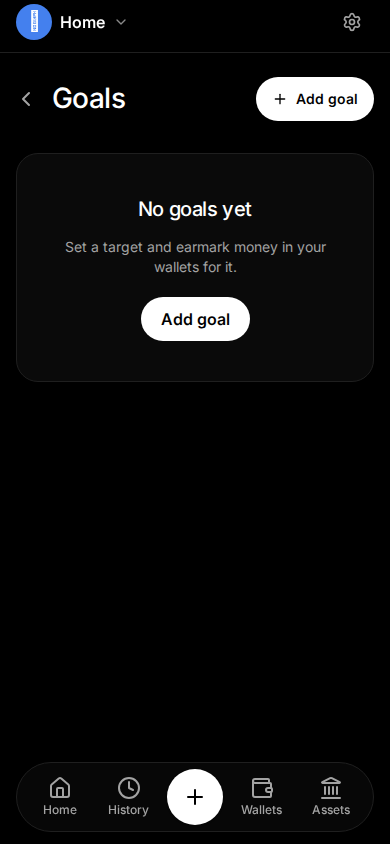 Home
Goals
Add goal
No goals yet
Set a target and earmark money in your
wallets for it.
Add goal
Home
History
Wallets
Assets